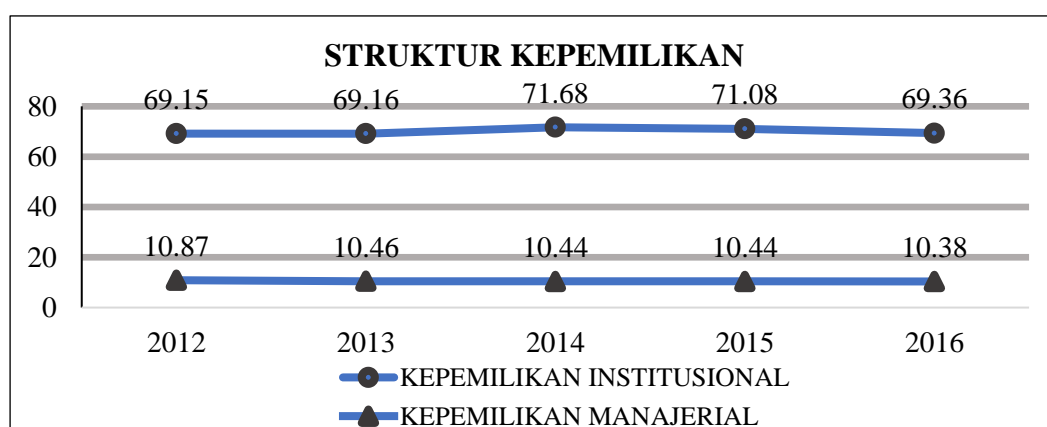 STRUKTUR KEPEMILIKAN
69.15 69.16 71.68 71.08 69.36
80
60
40
10.87 10.46 10.44 10.44 10.38
20
0
2012 2013 2014 2015 2016
KEPEMILIKAN INSTITUSIONAL
KEPEMILIKAN MANAJERIAL